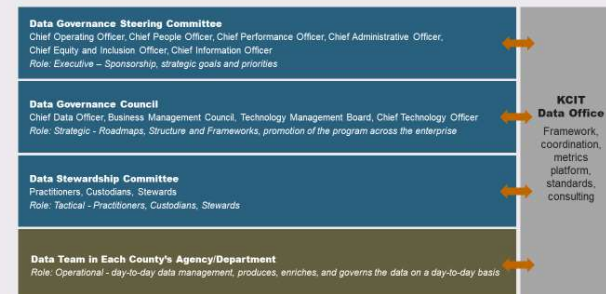 Data Governance Steering Committee
Chief Operating Officer, Chief People Officer, Chief Performance Officer, Chief Administrative Officer,
Chief Equity and Inclusion Officer, Chief Information Officer
Role: Executive – Sponsorship, strategic goals and priorities
Data Governance Council
Chief Data Officer, Business Management Council, Technology Management Board, Chief Technology Officer
Role: Strategic - Roadmaps, Structure and Frameworks, promotion of the program across the enterprise
Data Stewardship Committee
Practitioners, Custodians, Stewards
Role: Tactical - Practitioners, Custodians, Stewards
Data Team in Each County's Agency/Department
Role: Operational - day-to-day data management, produces, enriches, and governs the data on a day-to-day basis
KCIT
Data Office
Framework,
coordination,
metrics
platform,
standards,
consulting